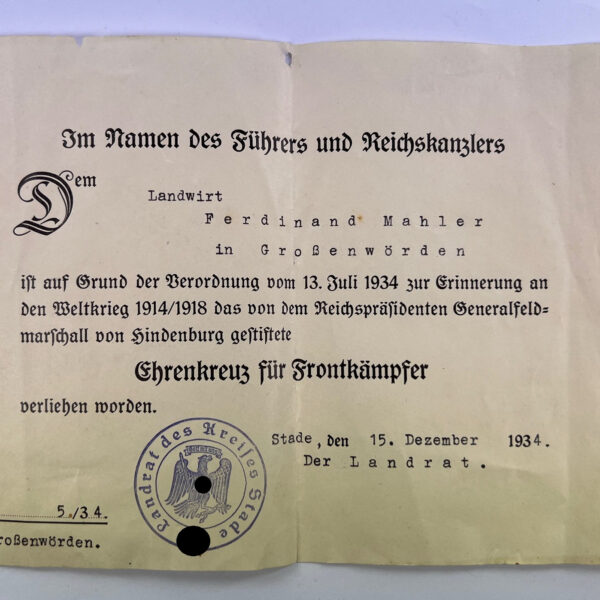 Im Namen des Führers und Reichskanzlers
Dem
Landwirt
Ferdinand Mahler
in Großenwörden
ist auf Grund der Verordnung vom 13. Juli 1934 zur Erinnerung an
den Weltkrieg 1914/1918 das von dem Reichspräsidenten Generalfeld=
marschall von Hindenburg gestiftete
Ehrenkreuz für Frontkämpfer
verliehen worden.
Stade, den 15. Dezember 1934.
Der Landrat.
Landrat des Kreises Stade
5./34.
roßenwörden.